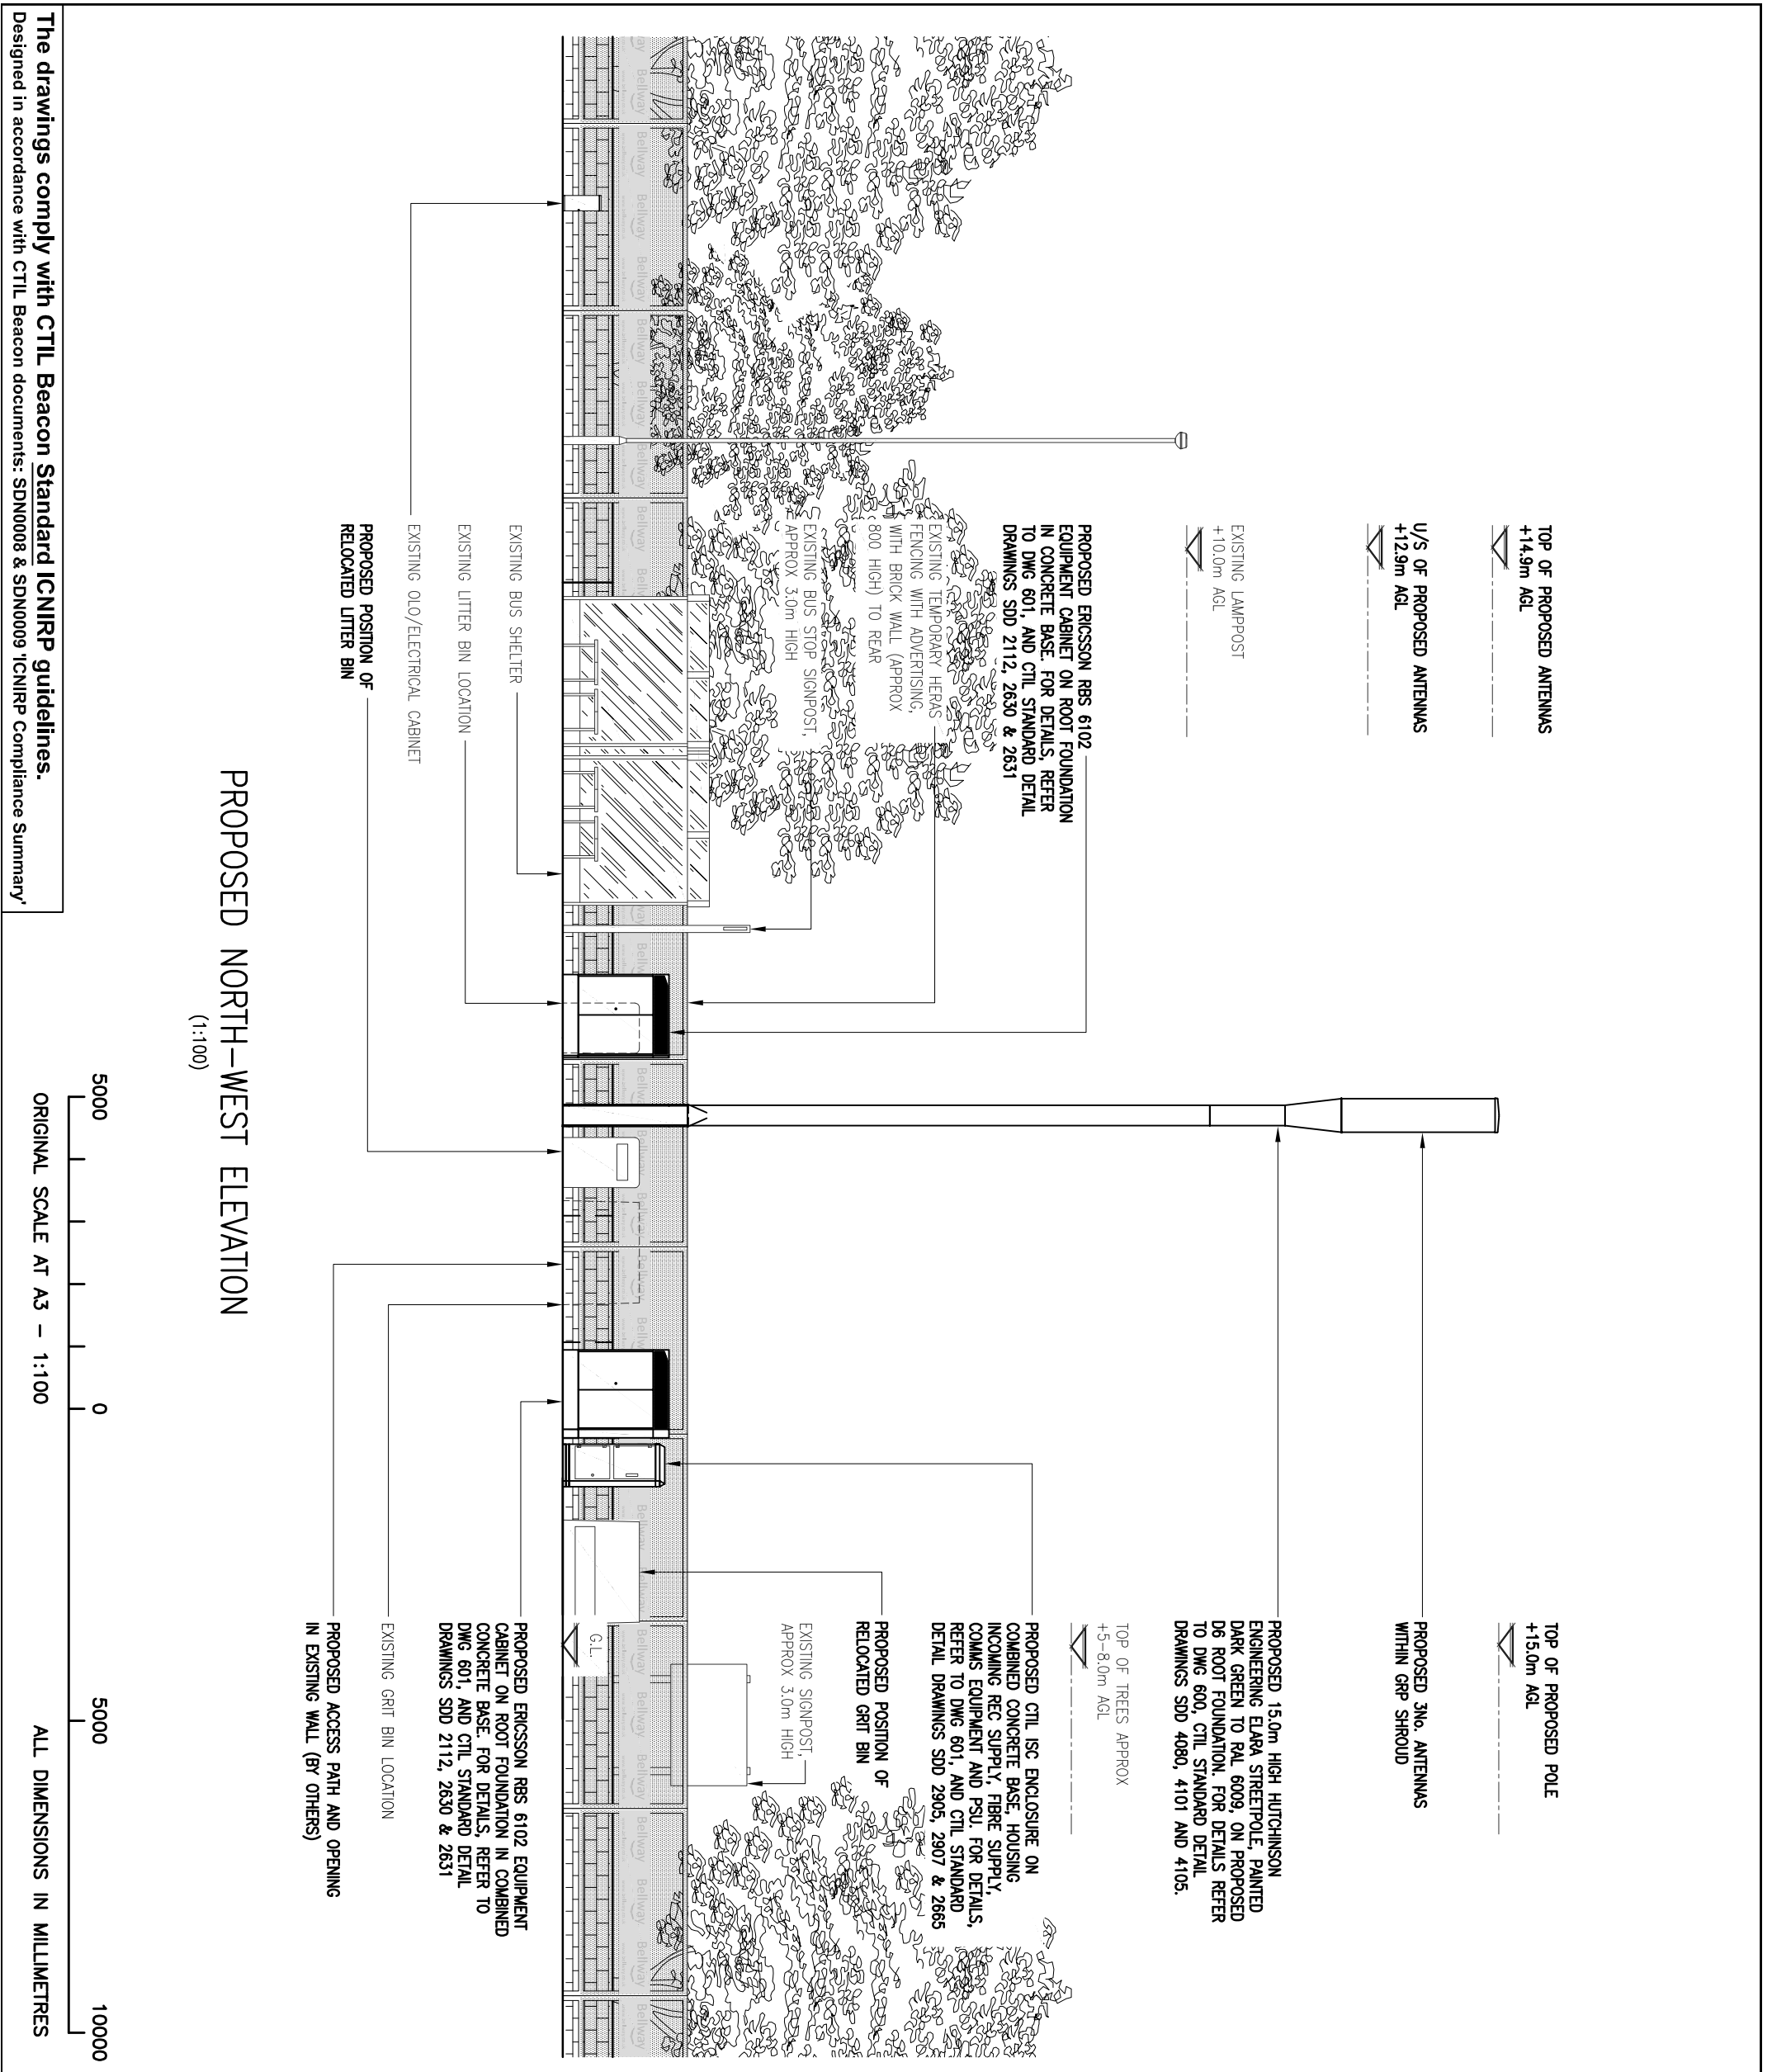 TOP OF PROPOSED ANTENNAS
+14.9m AGL
U/S OF PROPOSED ANTENNAS
+12.9m AGL
EXISTING LAMPPOST
+10.0m AGL
PROPOSED ERICSSON RBS 6102
EQUIPMENT CABINET ON ROOT FOUNDATION
IN CONCRETE BASE. FOR DETAILS, REFER
TO DWG 601, AND CTIL STANDARD DETAIL
DRAWINGS SDD 2112, 2630 & 2631
EXISTING TEMPORARY HERAS
FENCING WITH ADVERTISING,
WITH BRICK WALL (APPROX
800 HIGH) TO REAR
EXISTING BUS STOP SIGNPOST,
APPROX 3.0m HIGH
EXISTING BUS SHELTER
EXISTING LITTER BIN LOCATION
EXISTING OLO/ELECTRICAL CABINET
PROPOSED POSITION OF
RELOCATED LITTER BIN
TOP OF PROPOSED POLE
+15.0m AGL
PROPOSED 3No. ANTENNAS
WITHIN GRP SHROUD
PROPOSED 15.0m HIGH HUTCHINSON
ENGINEERING ELARA STREETPOLE, PAINTED
DARK GREEN TO RAL 6009, ON PROPOSED
D6 ROOT FOUNDATION. FOR DETAILS REFER
TO DWG 600, CTIL STANDARD DETAIL
DRAWINGS SDD 4080, 4101 AND 4105.
TOP OF TREES APPROX
+5-8.0m AGL
PROPOSED CTIL ISC ENCLOSURE ON
COMBINED CONCRETE BASE, HOUSING
INCOMING REC SUPPLY, FIBRE SUPPLY,
COMMS EQUIPMENT AND PSU. FOR DETAILS,
REFER TO DWG 601, AND CTIL STANDARD
DETAIL DRAWINGS SDD 2905, 2907 & 2665
PROPOSED POSITION OF
RELOCATED GRIT BIN
EXISTING SIGNPOST,
APPROX 3.0m HIGH
G.L.
PROPOSED ERICSSON RBS 6102 EQUIPMENT
CABINET ON ROOT FOUNDATION IN COMBINED
CONCRETE BASE. FOR DETAILS, REFER TO
DWG 601, AND CTIL STANDARD DETAIL
DRAWINGS SDD 2112, 2630 & 2631
EXISTING GRIT BIN LOCATION
PROPOSED ACCESS PATH AND OPENING
IN EXISTING WALL (BY OTHERS)
Bellway Bellway Bellway Bellway Bellway Bellway Bellway
PROPOSED NORTH-WEST ELEVATION
(1:100)
5000 0 5000 10000
ORIGINAL SCALE AT A3 - 1:100 ALL DIMENSIONS IN MILLIMETRES
The drawings comply with CTIL Beacon Standard ICNIRP guidelines.
Designed in accordance with CTIL Beacon documents: SDN0008 & SDN0009 'ICNIRP Compliance Summary'